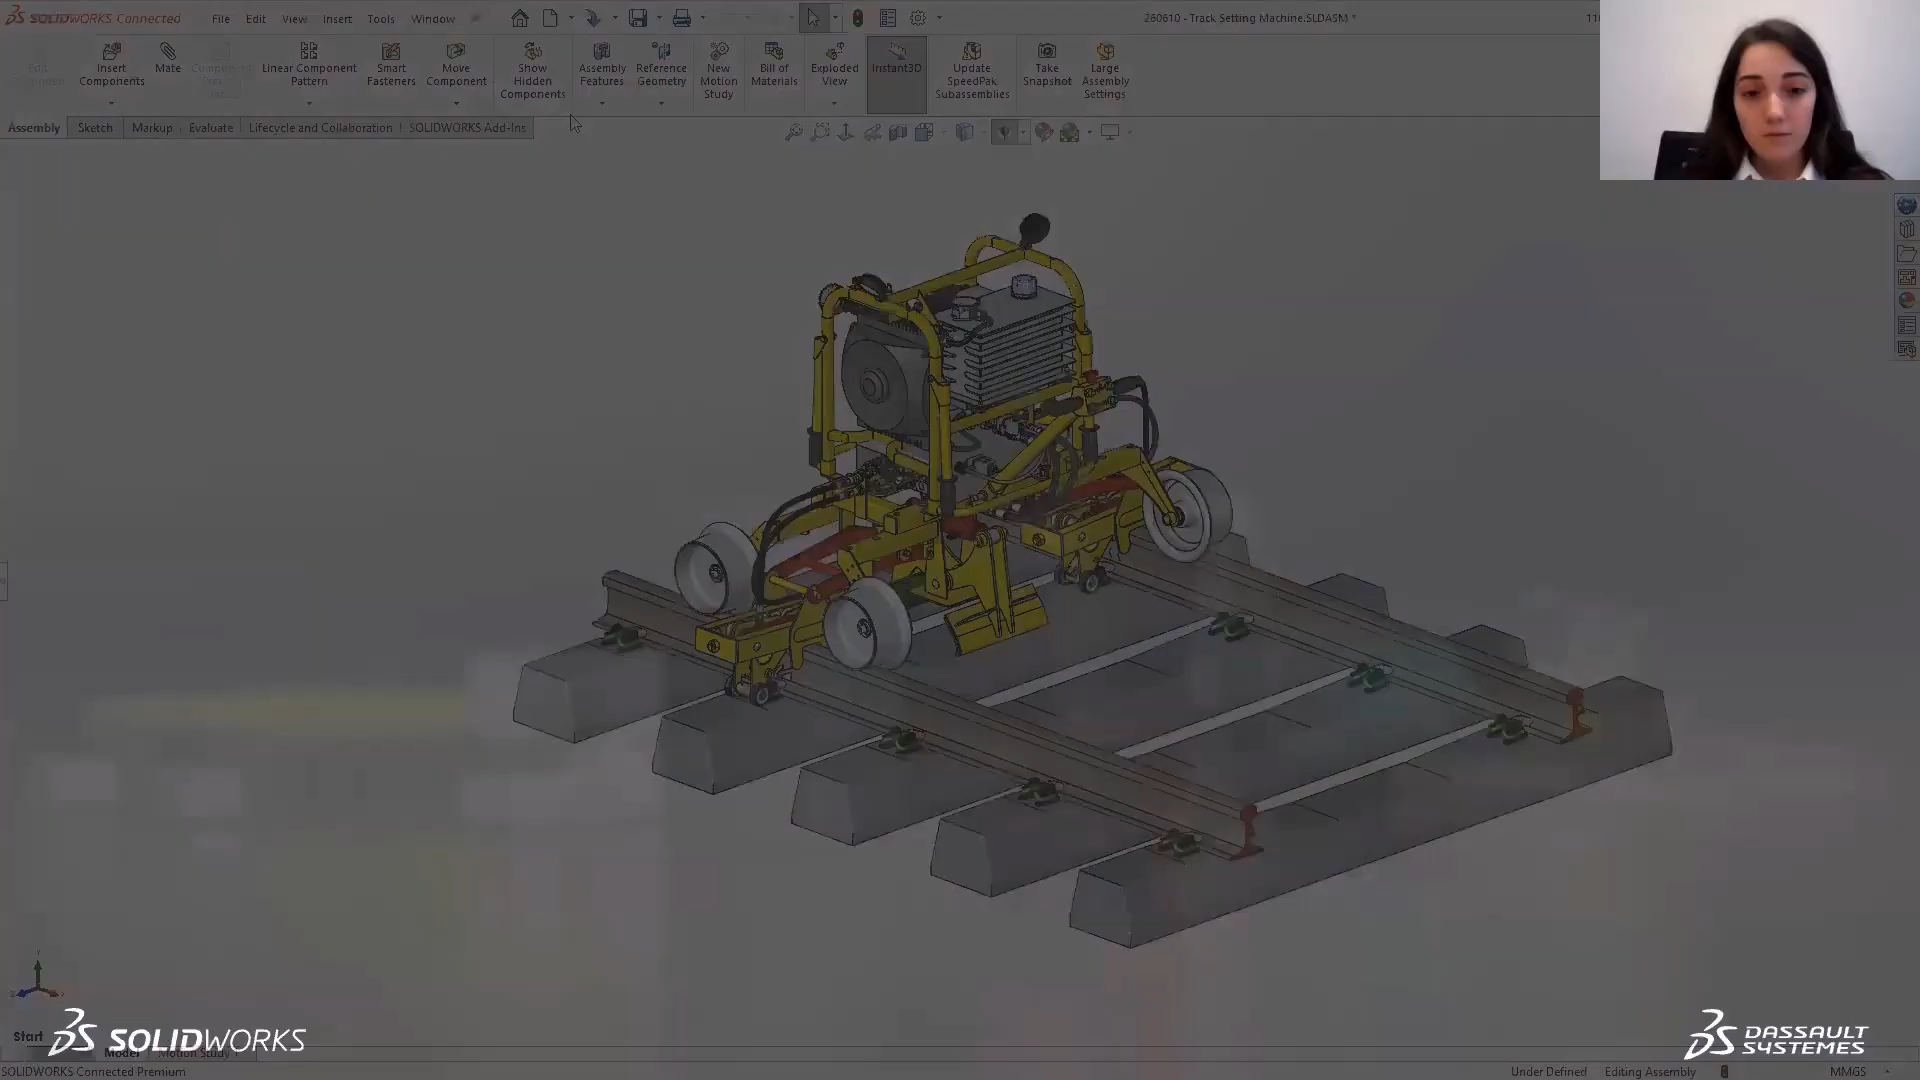 SOLIDWORKS Connected
File Edit View Insert Tools Window
260610 - Track Setting Machine.SLDASM *
Edit Component
Insert Components
Mate
Linear Component Pattern
Smart Fasteners
Move Component
Show Hidden Components
Assembly Features
Reference Geometry
New Motion Study
Bill of Materials
Exploded View
Instant3D
Update SpeedPak Subassemblies
Take Snapshot
Large Assembly Settings
Assembly Sketch Markup Evaluate Lifecycle and Collaboration SOLIDWORKS Add-Ins
Start
SOLIDWORKS
DASSAULT SYSTEMES
Model Motion Study 1
SOLIDWORKS Connected Premium
Under Defined Editing Assembly MMGS